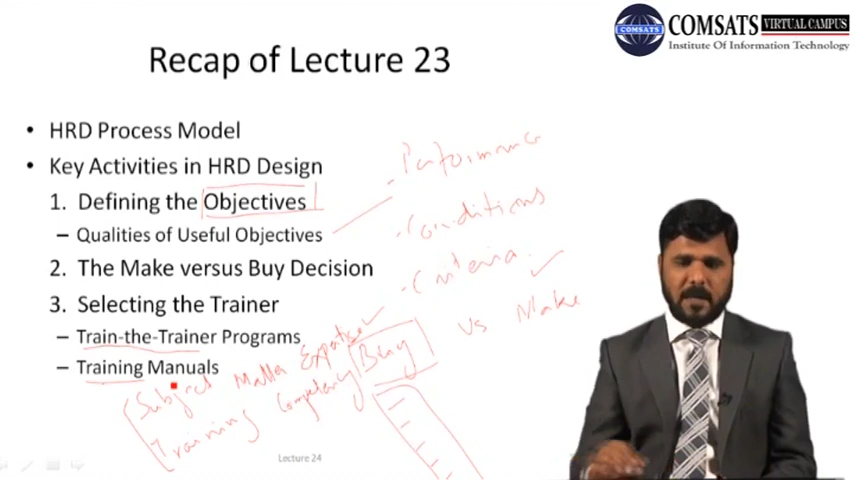 COMSATS VIRTUAL CAMPUS
Institute Of Information Technology
COMSATS
Recap of Lecture 23
• HRD Process Model
• Key Activities in HRD Design
1. Defining the Objectives
– Qualities of Useful Objectives
2. The Make versus Buy Decision
3. Selecting the Trainer
– Train-the-Trainer Programs
– Training Manuals
- Performance
- Conditions
- Criteria
Buy vs Make
Subject Matter Expertise
Training Competency
Lecture 24